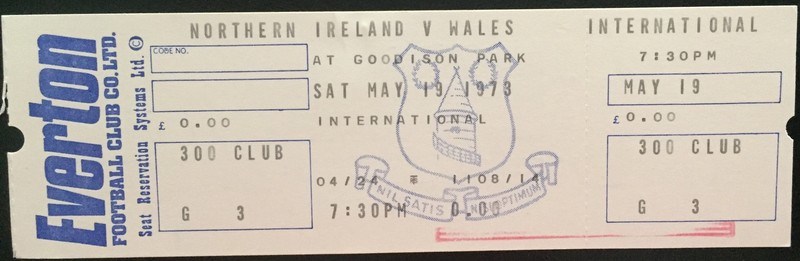 Everton
FOOTBALL CLUB CO. LTD.
Seat Reservation Systems Ltd. ©
NORTHERN IRELAND V WALES
CODE NO.
AT GOODISON PARK
SAT MAY 19 1973
£ 0.00
INTERNATIONAL
300 CLUB
G 3
04/24 1108/14
NIL SATIS NISI OPTIMUM
7:30PM 0.00
INTERNATIONAL
7:30PM
MAY 19
£ 0.00
300 CLUB
G 3